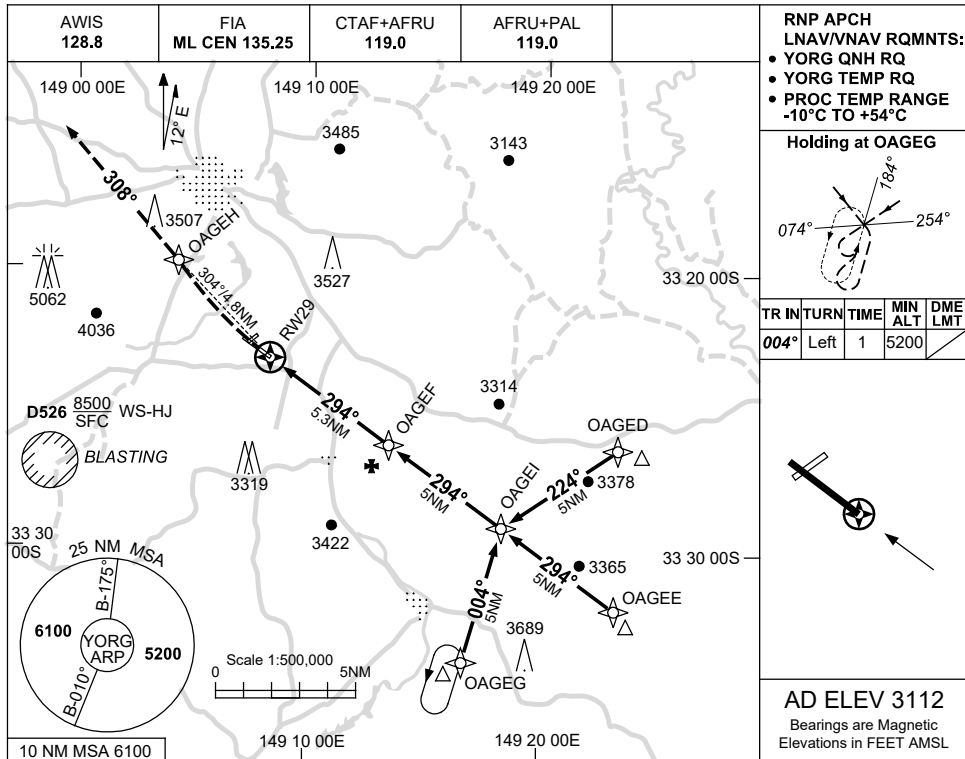 AWIS
128.8
FIA
ML CEN 135.25
CTAF+AFRU
119.0
AFRU+PAL
119.0
RNP APCH
LNAV/VNAV RQMNTS:
• YORG QNH RQ
• YORG TEMP RQ
• PROC TEMP RANGE
-10°C TO +54°C
149 00 00E
149 10 00E
149 20 00E
12° E
3485
3143
308°
3507
OAGEH
3527
5062
4036
304°/4.8NM
RW29
33 20 00S
Holding at OAGEG
184°
074°
254°
TR IN
TURN
TIME
MIN ALT
DME LMT
004°
Left
1
5200
D526 8500 WS-HJ
SFC
BLASTING
294°
5.3NM
OAGEF
3314
3319
294°
5NM
OAGEI
OAGED
224°
5NM
3378
3422
33 30
00S
33 30 00S
294°
5NM
3365
OAGEE
004°
5NM
3689
OAGEG
25 NM MSA
B-175°
6100
YORG
ARP
5200
B-010°
10 NM MSA 6100
Scale 1:500,000
0
5NM
149 10 00E
149 20 00E
AD ELEV 3112
Bearings are Magnetic
Elevations in FEET AMSL